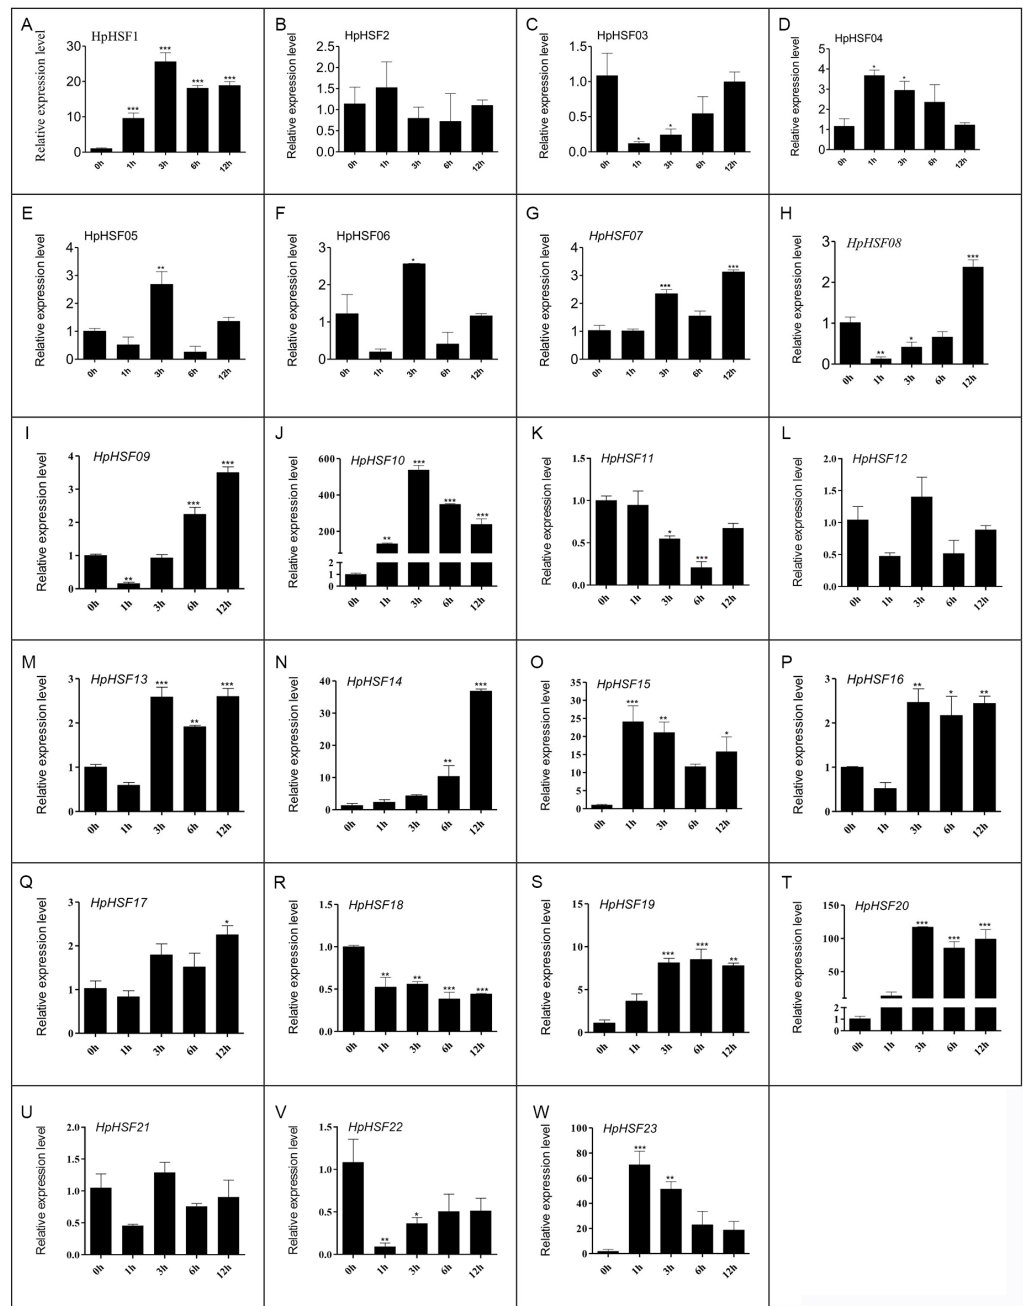 A
HpHSF1
Relative expression level
30
20
10
0
***
***
***
***
0h 1h 3h 6h 12h
B
HpHSF2
Relative expression level
2.5
2.0
1.5
1.0
0.5
0.0
0h 1h 3h 6h 12h
C
HpHSF03
Relative expression level
1.5
1.0
0.5
0.0
*
*
0h 1h 3h 6h 12h
D
HpHSF04
Relative expression level
5
4
3
2
1
0
*
*
0h 1h 3h 6h 12h
E
HpHSF05
Relative expression level
4
3
2
1
0
**
0h 1h 3h 6h 12h
F
HpHSF06
Relative expression level
3
2
1
0
*
0h 1h 3h 6h 12h
G
HpHSF07
Relative expression level
4
3
2
1
0
***
***
0h 1h 3h 6h 12h
H
HpHSF08
Relative expression level
3
2
1
0
**
*
***
0h 1h 3h 6h 12h
I
HpHSF09
Relative expression level
4
3
2
1
0
**
***
***
0h 1h 3h 6h 12h
J
HpHSF10
Relative expression level
600
400
200
2
1
0
**
***
***
***
0h 1h 3h 6h 12h
K
HpHSF11
Relative expression level
1.5
1.0
0.5
0.0
*
***
0h 1h 3h 6h 12h
L
HpHSF12
Relative expression level
2.0
1.5
1.0
0.5
0.0
0h 1h 3h 6h 12h
M
HpHSF13
Relative expression level
3
2
1
0
***
**
***
0h 1h 3h 6h 12h
N
HpHSF14
Relative expression level
40
30
20
10
0
**
***
0h 1h 3h 6h 12h
O
HpHSF15
Relative expression level
35
30
25
20
15
10
5
0
***
**
*
0h 1h 3h 6h 12h
P
HpHSF16
Relative expression level
3
2
1
0
**
*
**
0h 1h 3h 6h 12h
Q
HpHSF17
Relative expression level
3
2
1
0
*
0h 1h 3h 6h 12h
R
HpHSF18
Relative expression level
1.5
1.0
0.5
0.0
**
**
***
***
0h 1h 3h 6h 12h
S
HpHSF19
Relative expression level
15
10
5
0
***
***
**
0h 1h 3h 6h 12h
T
HpHSF20
Relative expression level
150
100
50
2
1
0
***
***
***
0h 1h 3h 6h 12h
U
HpHSF21
Relative expression level
2.0
1.5
1.0
0.5
0.0
0h 1h 3h 6h 12h
V
HpHSF22
Relative expression level
1.5
1.0
0.5
0.0
**
*
0h 1h 3h 6h 12h
W
HpHSF23
Relative expression level
100
80
60
40
20
0
***
**
0h 1h 3h 6h 12h